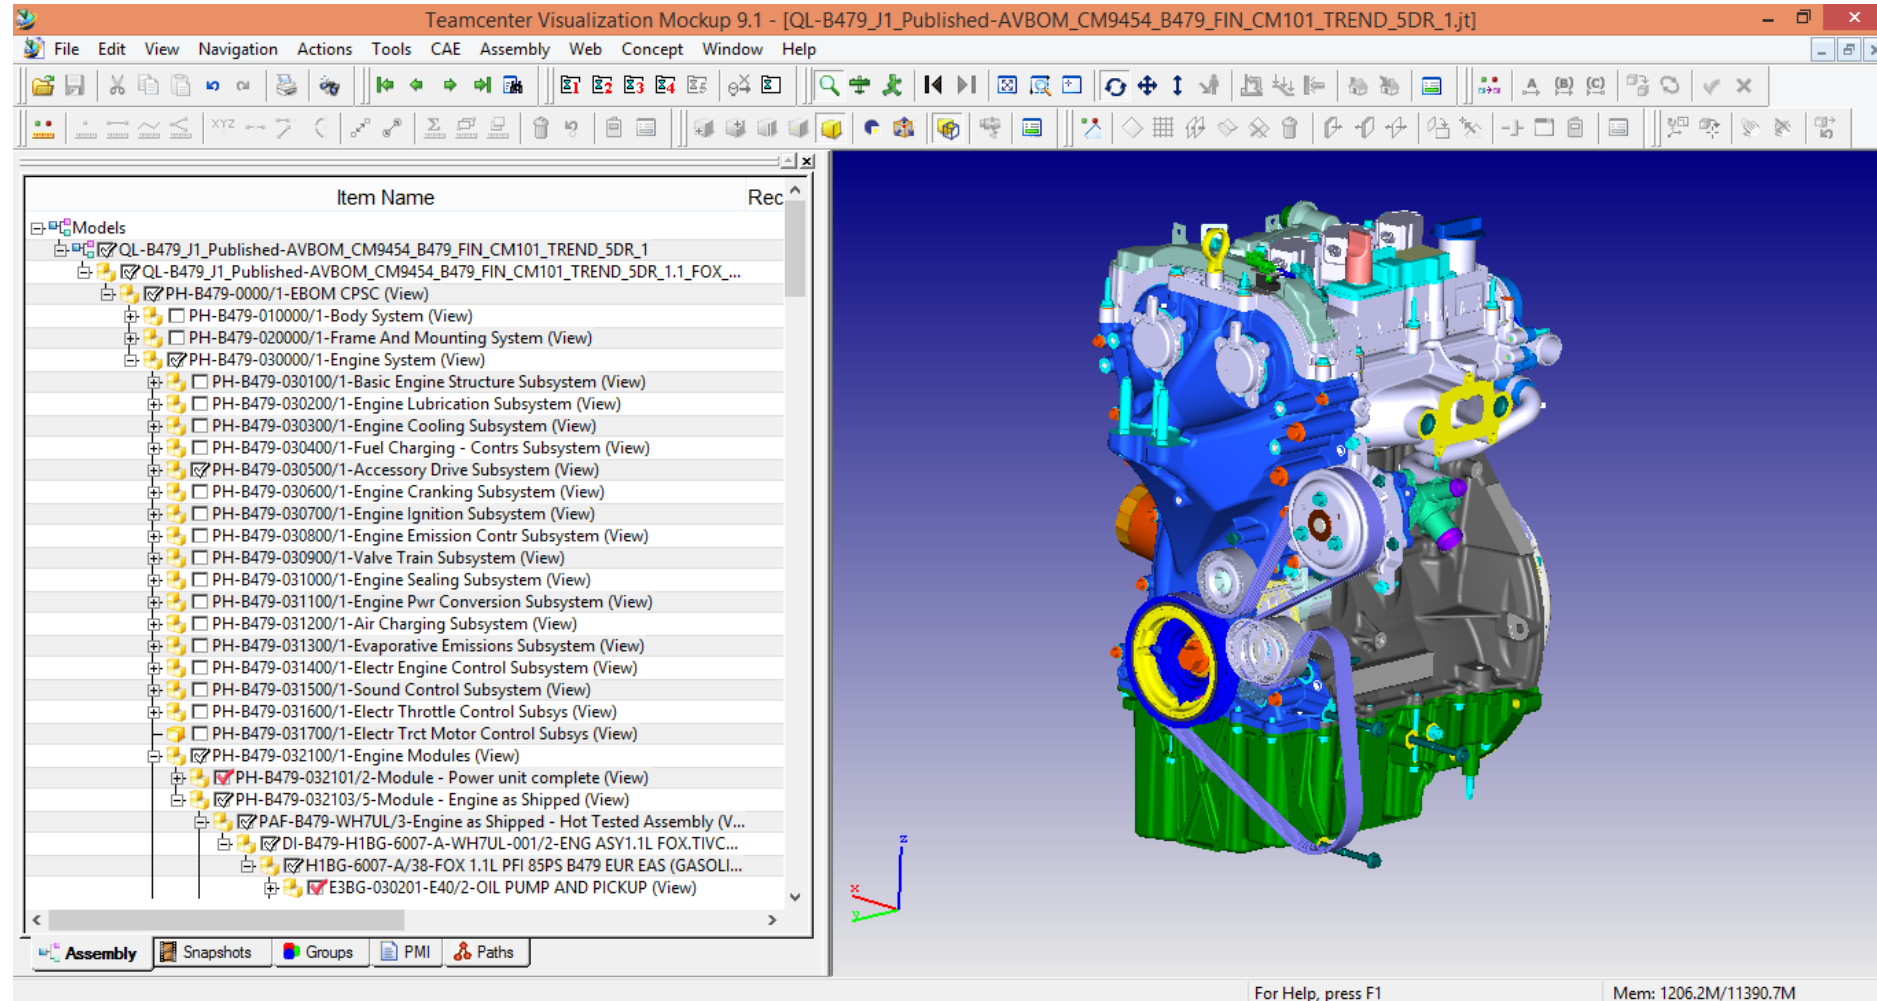 Teamcenter Visualization Mockup 9.1 - [QL-B479_J1_Published-AVBOM_CM9454_B479_FIN_CM101_TREND_5DR_1.jt]
File Edit View Navigation Actions Tools CAE Assembly Web Concept Window Help
Item Name Rec
Models
QL-B479_J1_Published-AVBOM_CM9454_B479_FIN_CM101_TREND_5DR_1
QL-B479_J1_Published-AVBOM_CM9454_B479_FIN_CM101_TREND_5DR_1.1_FOX_...
PH-B479-0000/1-EBOM CPSC (View)
PH-B479-010000/1-Body System (View)
PH-B479-020000/1-Frame And Mounting System (View)
PH-B479-030000/1-Engine System (View)
PH-B479-030100/1-Basic Engine Structure Subsystem (View)
PH-B479-030200/1-Engine Lubrication Subsystem (View)
PH-B479-030300/1-Engine Cooling Subsystem (View)
PH-B479-030400/1-Fuel Charging - Contrs Subsystem (View)
PH-B479-030500/1-Accessory Drive Subsystem (View)
PH-B479-030600/1-Engine Cranking Subsystem (View)
PH-B479-030700/1-Engine Ignition Subsystem (View)
PH-B479-030800/1-Engine Emission Contr Subsystem (View)
PH-B479-030900/1-Valve Train Subsystem (View)
PH-B479-031000/1-Engine Sealing Subsystem (View)
PH-B479-031100/1-Engine Pwr Conversion Subsystem (View)
PH-B479-031200/1-Air Charging Subsystem (View)
PH-B479-031300/1-Evaporative Emissions Subsystem (View)
PH-B479-031400/1-Electr Engine Control Subsystem (View)
PH-B479-031500/1-Sound Control Subsystem (View)
PH-B479-031600/1-Electr Throttle Control Subsys (View)
PH-B479-031700/1-Electr Trct Motor Control Subsys (View)
PH-B479-032100/1-Engine Modules (View)
PH-B479-032101/2-Module - Power unit complete (View)
PH-B479-032103/5-Module - Engine as Shipped (View)
PAF-B479-WH7UL/3-Engine as Shipped - Hot Tested Assembly (V...
DI-B479-H1BG-6007-A-WH7UL-001/2-ENG ASY1.1L FOX.TIVC...
H1BG-6007-A/38-FOX 1.1L PFI 85PS B479 EUR EAS (GASOLI...
E3BG-030201-E40/2-OIL PUMP AND PICKUP (View)
Assembly Snapshots Groups PMI Paths
z
x
y
For Help, press F1 Mem: 1206.2M/11390.7M